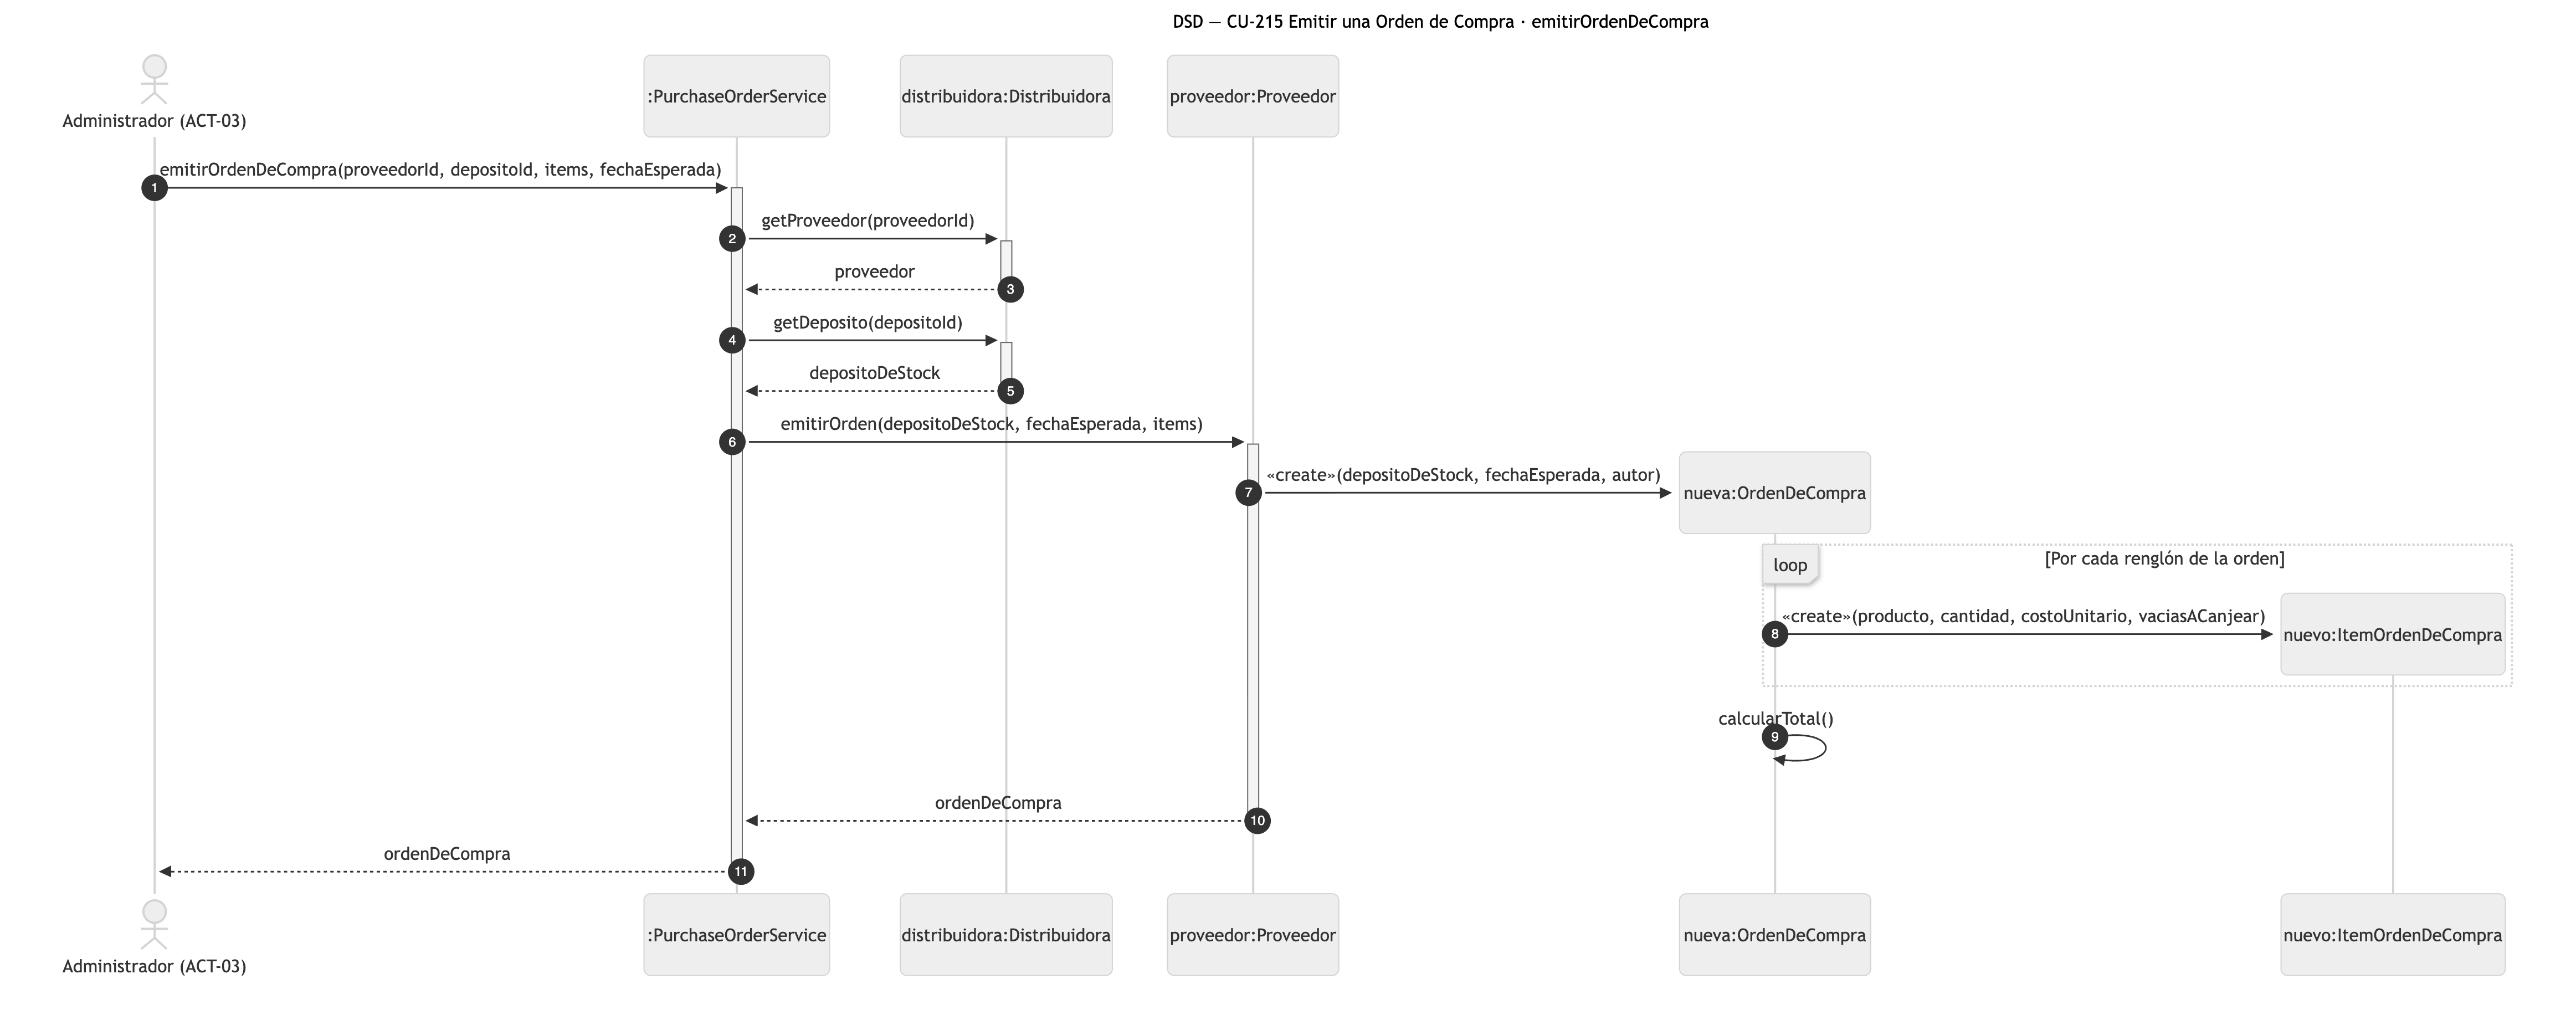 DSD — CU-215 Emitir una Orden de Compra · emitirOrdenDeCompra
Administrador (ACT-03)
:PurchaseOrderService
distribuidora:Distribuidora
proveedor:Proveedor
emitirOrdenDeCompra(proveedorId, depositoId, items, fechaEsperada)
1
getProveedor(proveedorId)
2
proveedor
3
getDeposito(depositoId)
4
depositoDeStock
5
emitirOrden(depositoDeStock, fechaEsperada, items)
6
«create»(depositoDeStock, fechaEsperada, autor)
7
nueva:OrdenDeCompra
loop
[Por cada renglón de la orden]
«create»(producto, cantidad, costoUnitario, vaciasACanjear)
8
nuevo:ItemOrdenDeCompra
calcularTotal()
9
ordenDeCompra
10
ordenDeCompra
11
Administrador (ACT-03)
:PurchaseOrderService
distribuidora:Distribuidora
proveedor:Proveedor
nueva:OrdenDeCompra
nuevo:ItemOrdenDeCompra